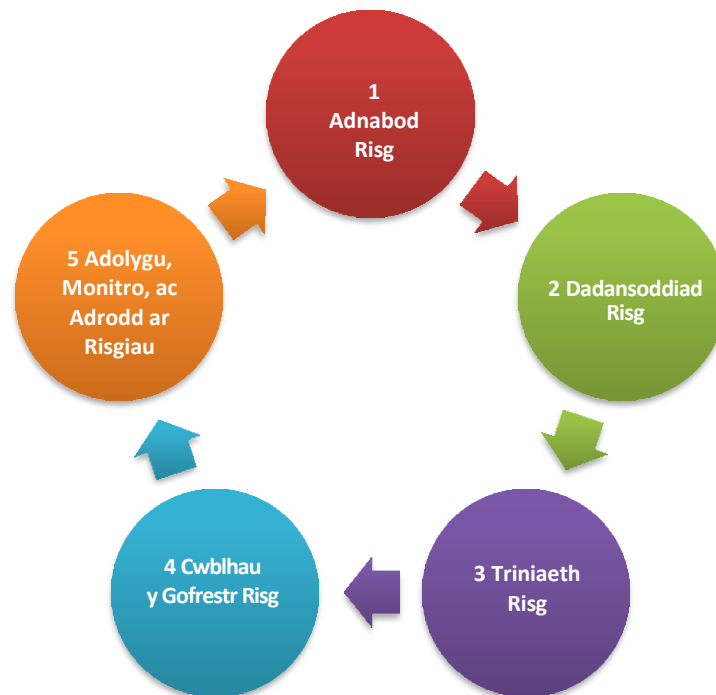 1
Adnabod
Risg
2 Dadansoddiad
Risg
3 Triniaeth
Risg
4 Cwblhau
y Gofrestr Risg
5 Adolygu,
Monitro, ac
Adrodd ar
Risgiau